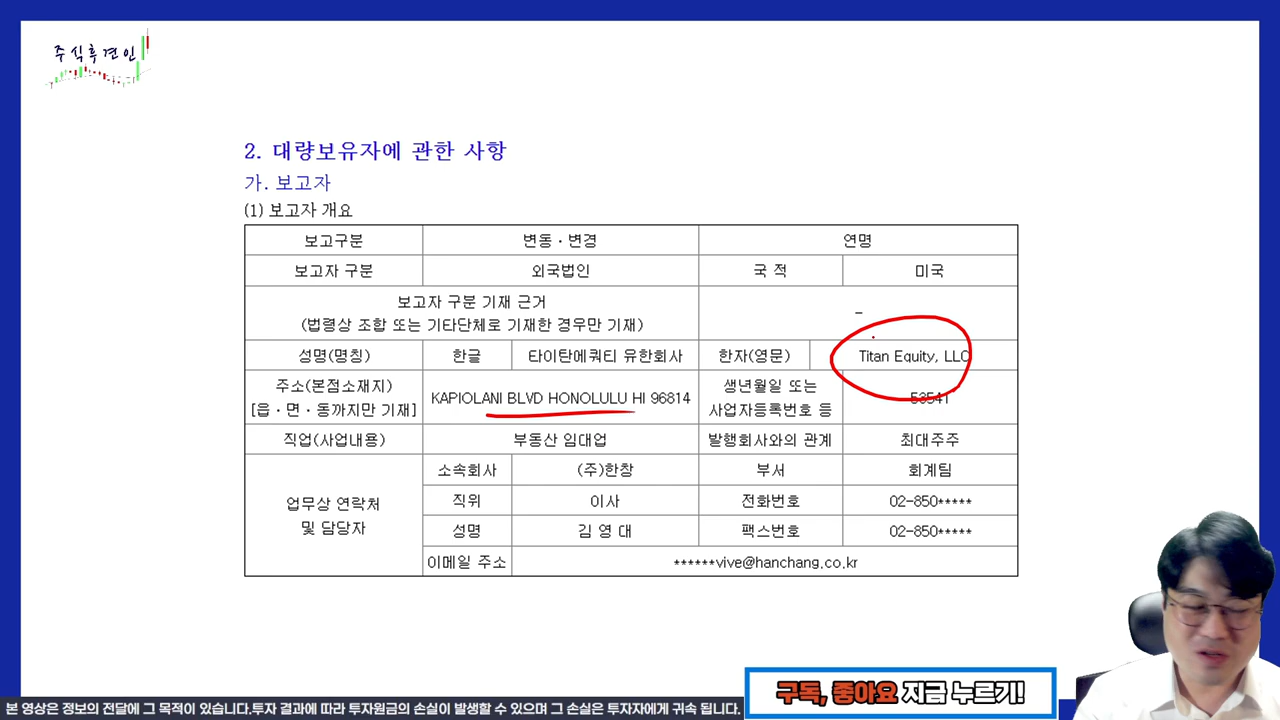 주식후견인
2. 대량보유자에 관한 사항
가. 보고자
(1) 보고자 개요
보고구분 변동·변경 연명
보고자 구분 외국법인 국 적 미국
보고자 구분 기재 근거
(법령상 조합 또는 기타단체로 기재한 경우만 기재)
-
성명(명칭) 한글 타이탄에쿼티 유한회사 한자(영문) Titan Equity, LLC
주소(본점소재지)
[읍·면·동까지만 기재]
KAPIOLANI BLVD HONOLULU HI 96814
생년월일 또는
사업자등록번호 등
53541
직업(사업내용) 부동산 임대업 발행회사와의 관계 최대주주
업무상 연락처
및 담당자
소속회사 (주)한창 부서 회계팀
직위 이사 전화번호 02-850*****
성명 김 영 대 팩스번호 02-850*****
이메일 주소 ******vive@hanchang.co.kr
구독, 좋아요 지금 누르기!
본 영상은 정보의 전달에 그 목적이 있습니다.투자 결과에 따라 투자원금의 손실이 발생할 수 있으며 그 손실은 투자자에게 귀속 됩니다.